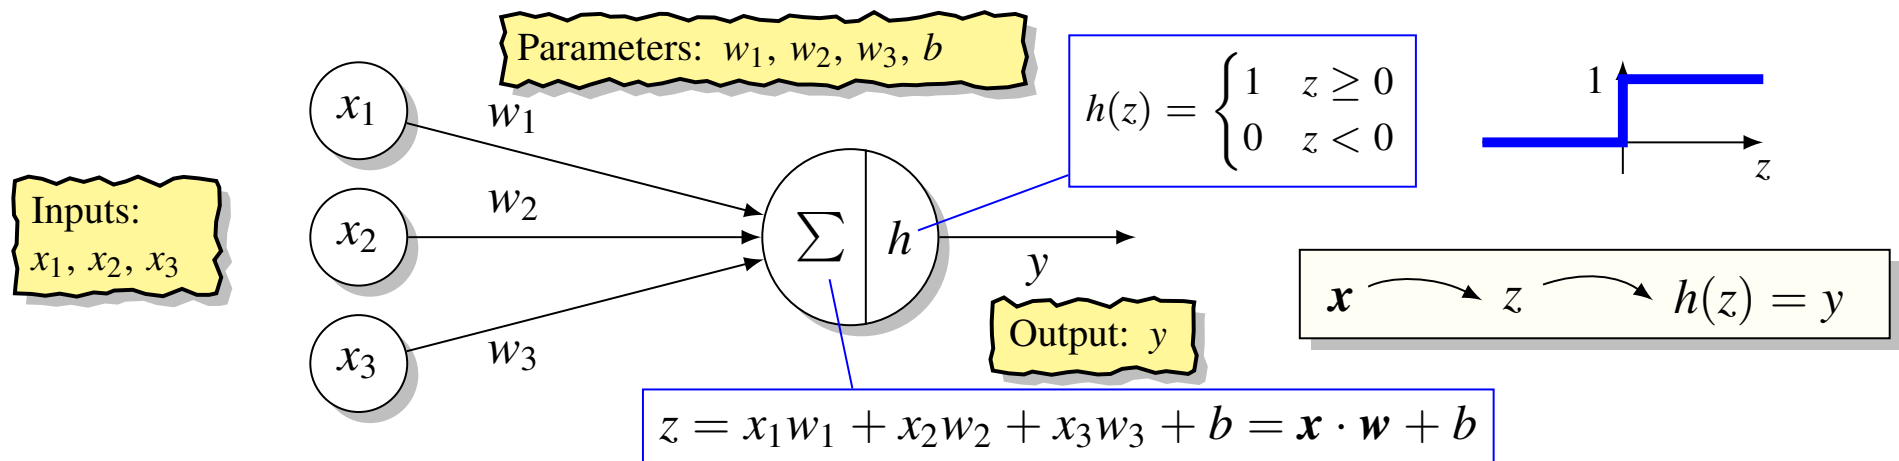 Parameters: w₁, w₂, w₃, b
x₁
w₁
h(z) = { 1 z ≥ 0
0 z < 0
1
z
Inputs:
x₁, x₂, x₃
x₂
w₂
∑ h
y
x₃
w₃
Output: y
x z h(z) = y
z = x₁w₁ + x₂w₂ + x₃w₃ + b = x · w + b